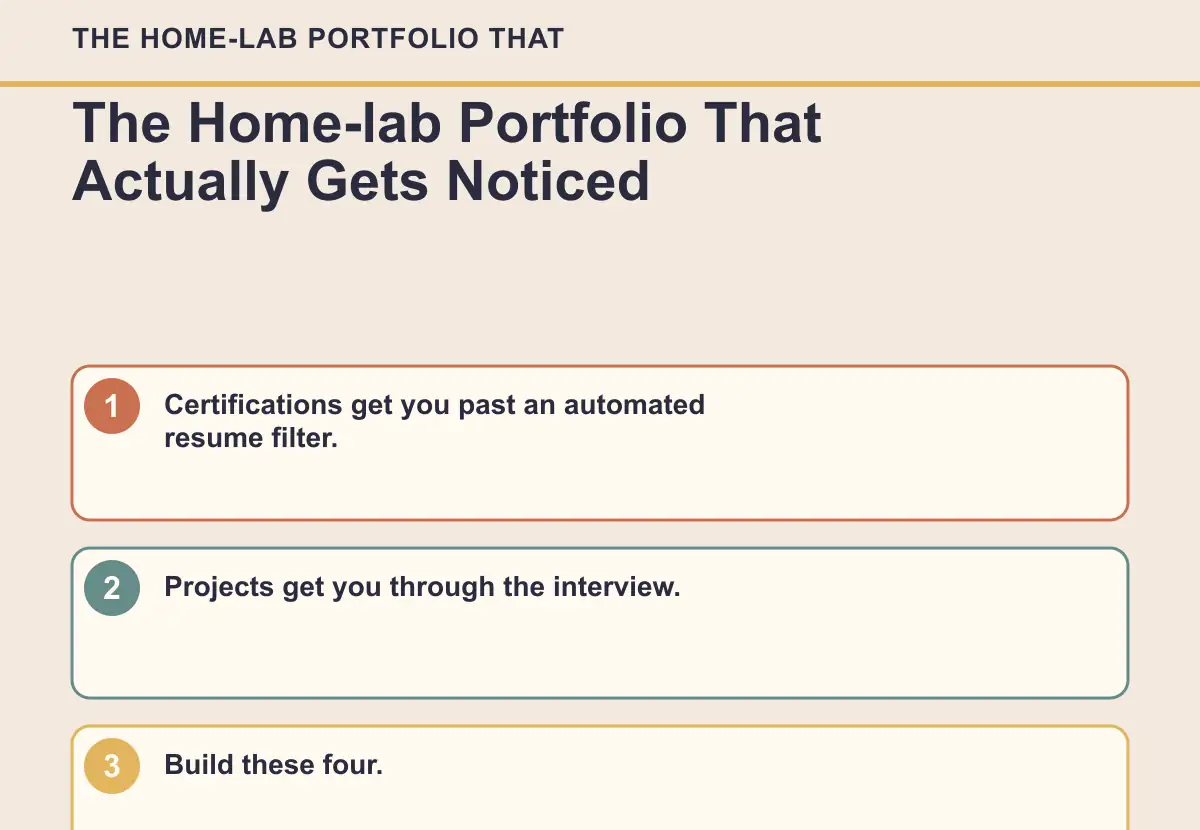 THE HOME-LAB PORTFOLIO THAT
The Home-lab Portfolio That
Actually Gets Noticed
1
Certifications get you past an automated
resume filter.
2
Projects get you through the interview.
3
Build these four.